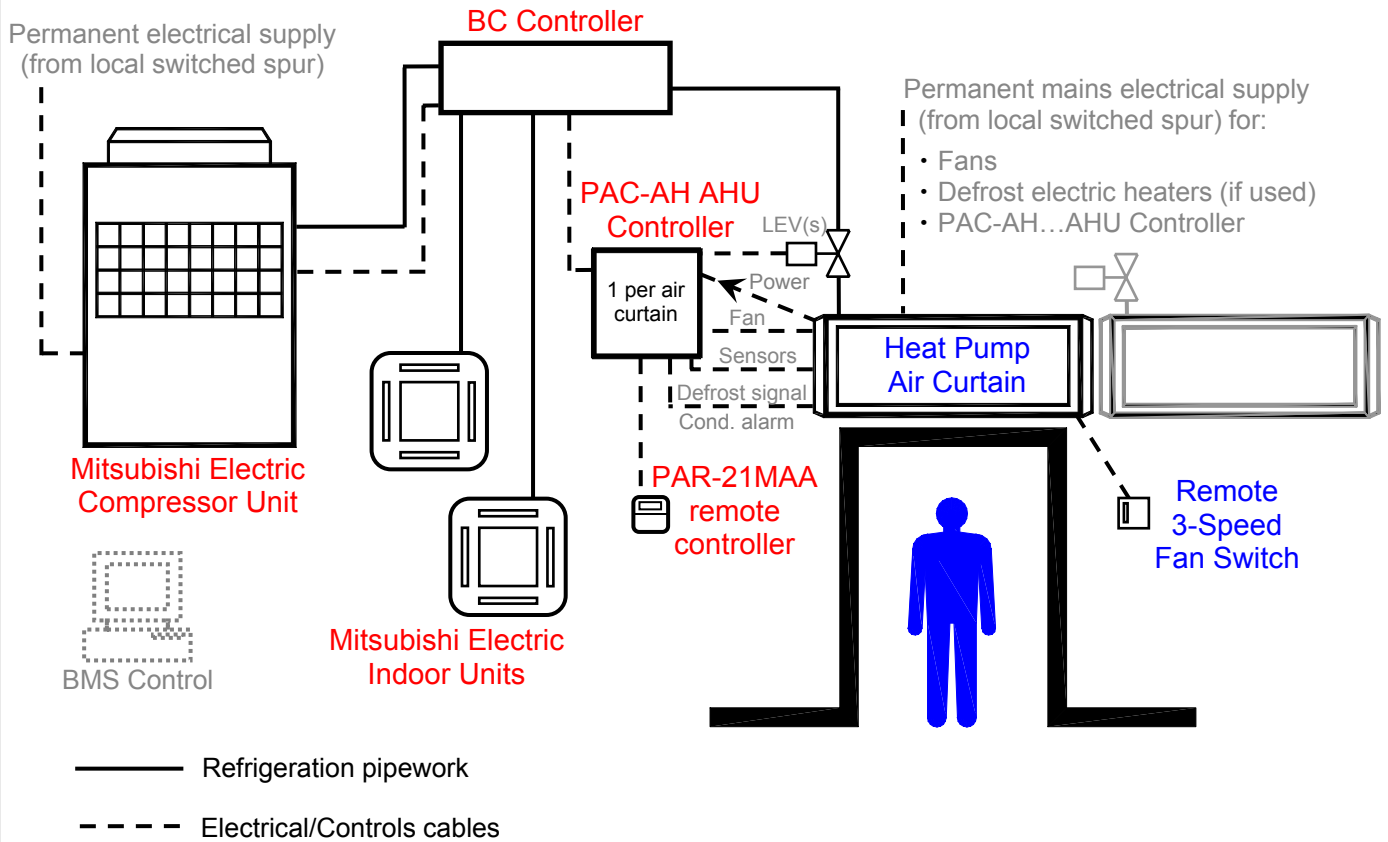 BC Controller
Permanent electrical supply
(from local switched spur)
Permanent mains electrical supply
(from local switched spur) for:
· Fans
· Defrost electric heaters (if used)
· PAC-AH…AHU Controller
PAC-AH AHU
Controller
LEV(s)
1 per air
curtain
Power
Fan
Sensors
Defrost signal
Cond. alarm
Heat Pump
Air Curtain
Mitsubishi Electric
Compressor Unit
PAR-21MAA
remote
controller
Remote
3-Speed
Fan Switch
Mitsubishi Electric
Indoor Units
BMS Control
Refrigeration pipework
Electrical/Controls cables